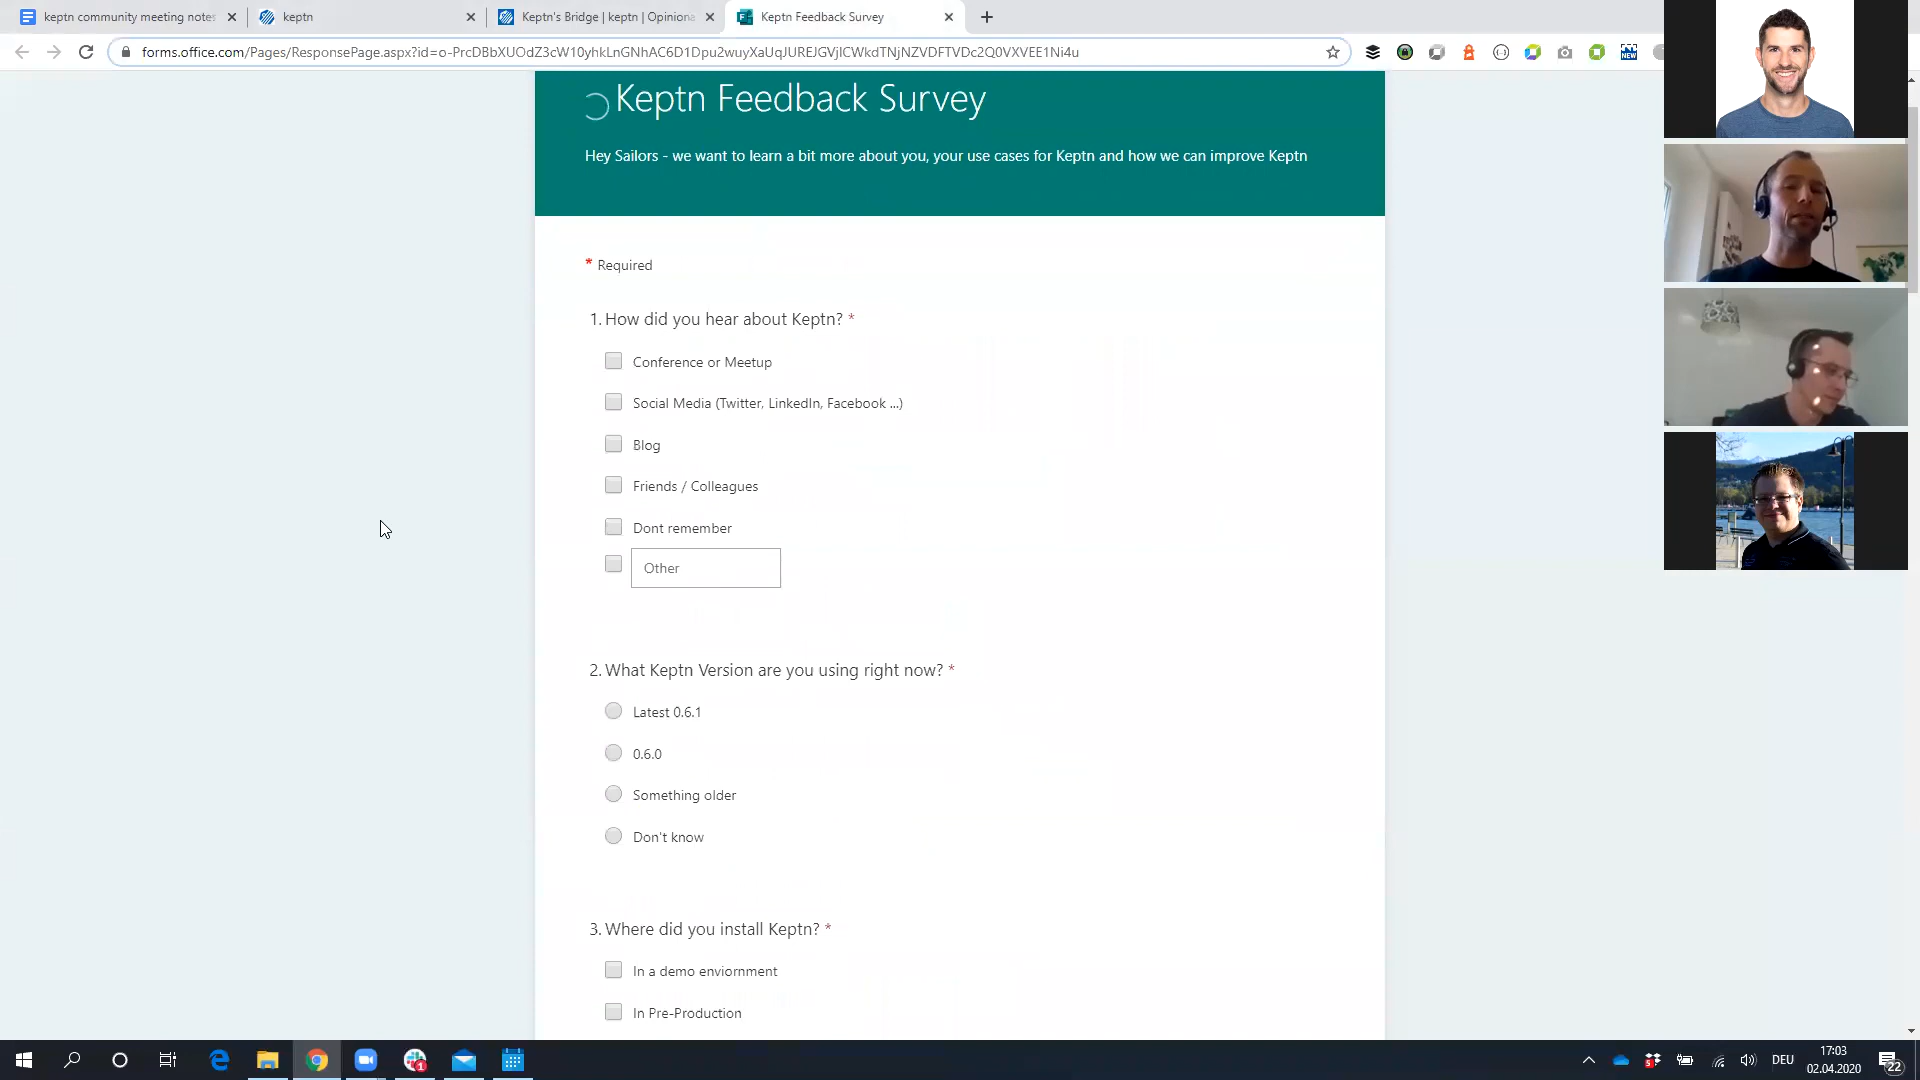 keptn community meeting notes
keptn
Keptn's Bridge | keptn | Opiniona
Keptn Feedback Survey
forms.office.com/Pages/ResponsePage.aspx?id=o-PrcDBbXUOdZ3cW10yhkLnGNhAC6D1Dpu2wuyXaUqJUREJGVjlCWkdTNjNZVDFTVDc2Q0VXVEE1Ni4u
NEW
Keptn Feedback Survey
Hey Sailors - we want to learn a bit more about you, your use cases for Keptn and how we can improve Keptn
* Required
1. How did you hear about Keptn? *
Conference or Meetup
Social Media (Twitter, LinkedIn, Facebook ...)
Blog
Friends / Colleagues
Dont remember
Other
2. What Keptn Version are you using right now? *
Latest 0.6.1
0.6.0
Something older
Don't know
3. Where did you install Keptn? *
In a demo enviornment
In Pre-Production
1
DEU
17:03
02.04.2020
22